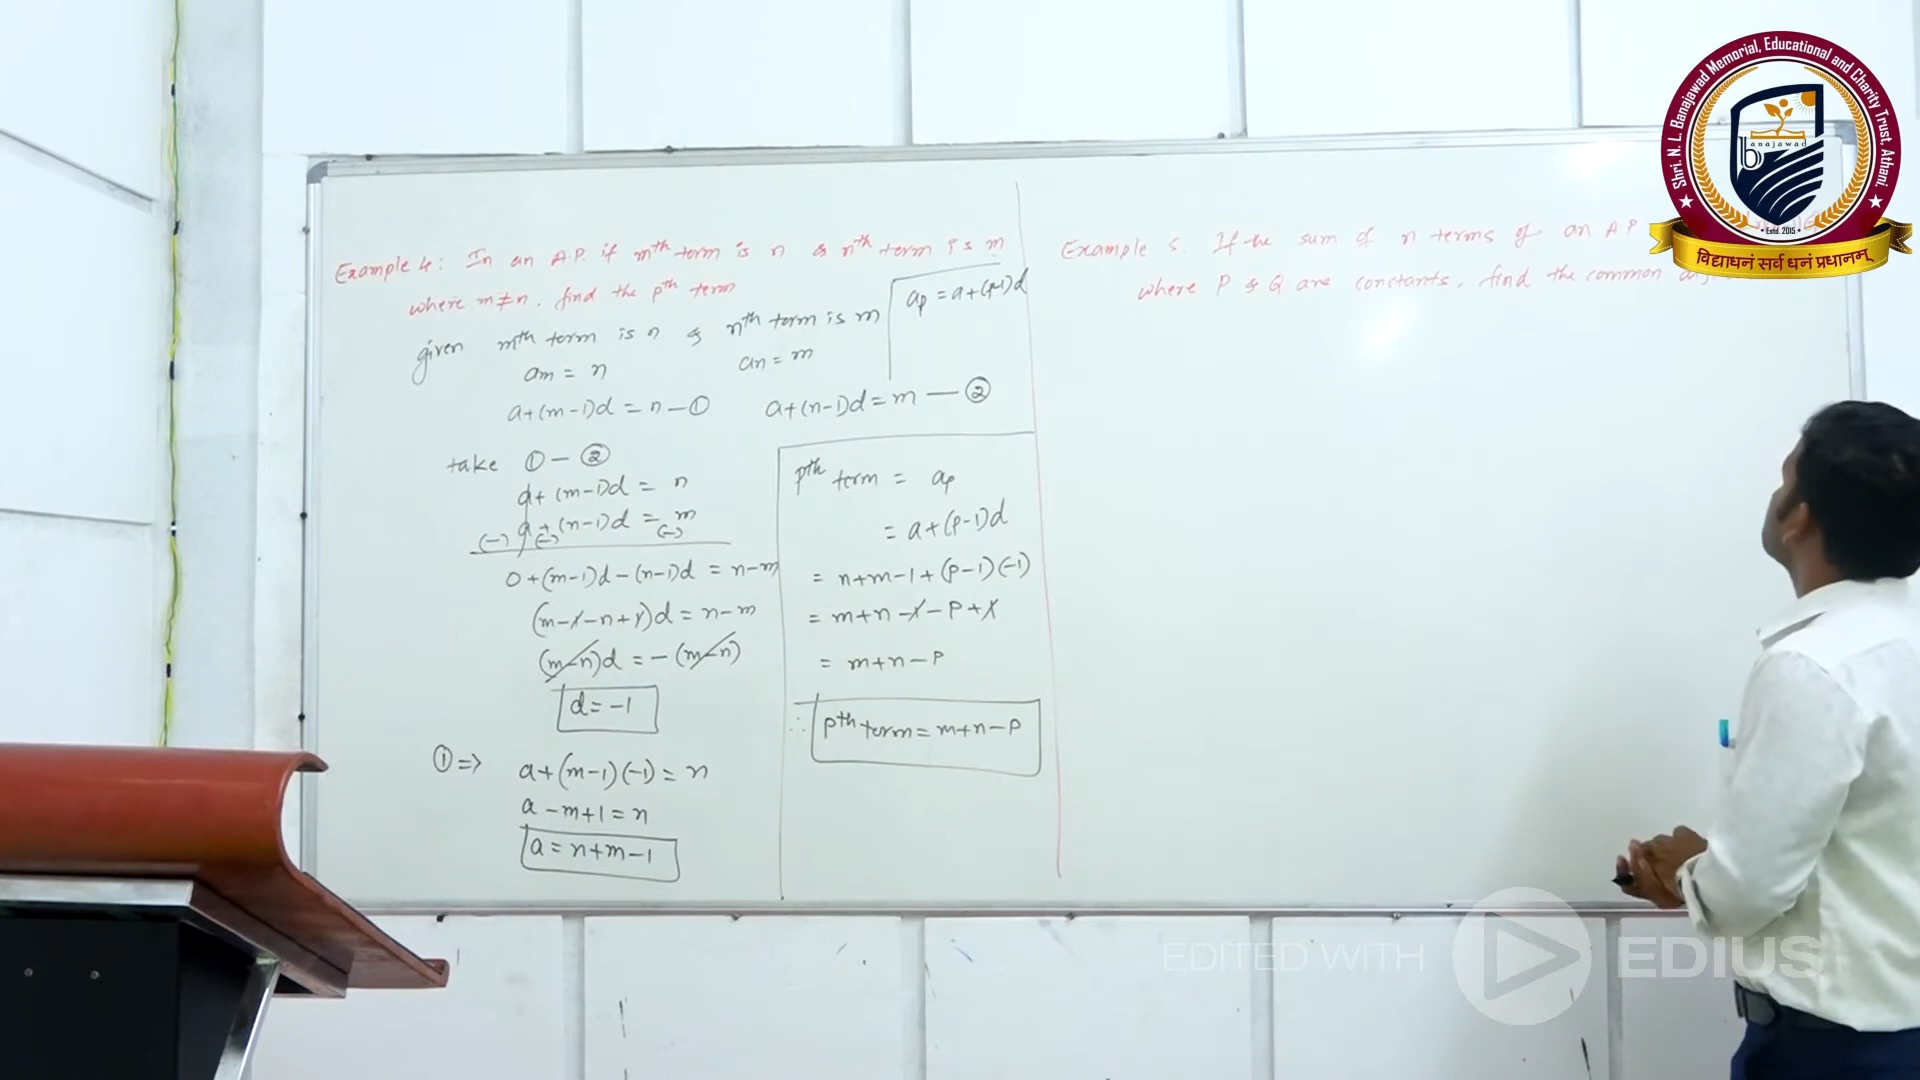 Example 4: In an A.P. if mth term is n & nth term is m
where m≠n. find the pth term
given mth term is n & nth term is m
am = n
an = m
ap = a+(p-1)d
a+(m-1)d = n — ①
a+(n-1)d = m — ②
take ① — ②
a+(m-1)d = n
a+(n-1)d = m
(-) (-) (-)
0+(m-1)d-(n-1)d = n-m
(m-1-n+1)d = n-m
(m-n)d = -(m-n)
d = -1
① => a+(m-1)(-1) = n
a-m+1 = n
a = n+m-1
pth term = ap
= a+(p-1)d
= n+m-1+(p-1)(-1)
= m+n-1-P+1
= m+n-P
∴ pth term = m+n-P
Example 5. If the sum of n terms of an A.P
where P & Q are constants, find the common
Shri. N. L. Banajawad Memorial, Educational and Charity Trust, Athani.
banajawad
• Estd. 2015 •
विद्याधनं सर्व धनं प्रधानम्
EDITED WITH EDIUS